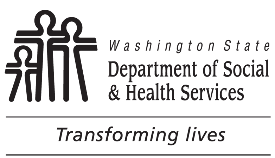 Washington State
Department of Social
& Health Services
Transforming lives